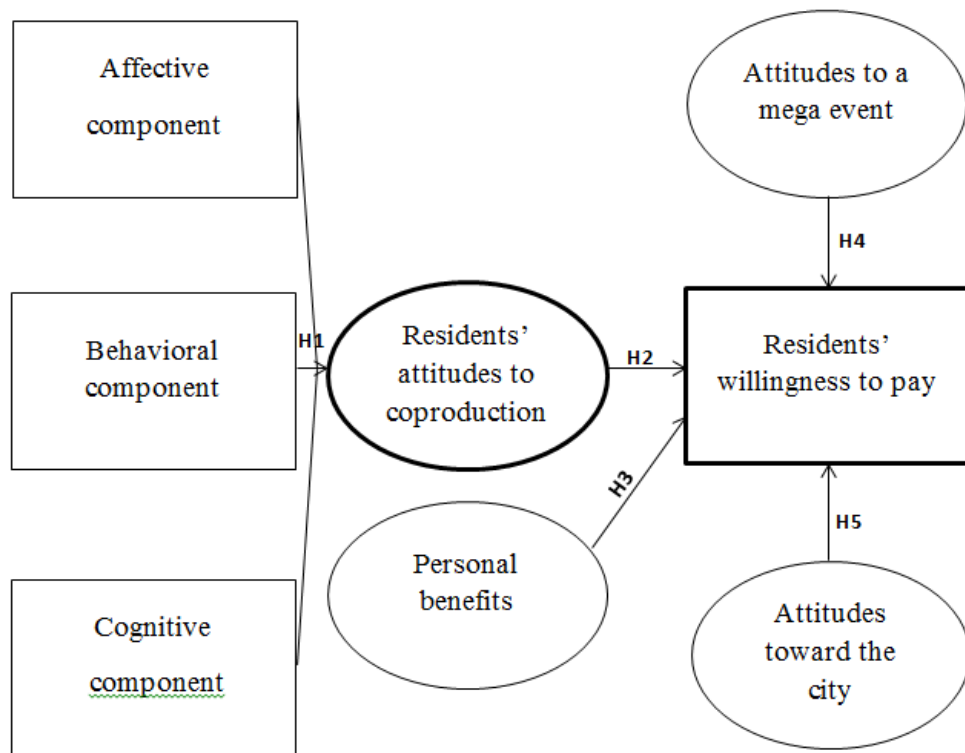 Affective
component
Attitudes to a
mega event
H4
Behavioral
component
H1
Residents’
attitudes to
coproduction
H2
Residents’
willingness to pay
H3
Personal
benefits
H5
Cognitive
component
Attitudes
toward the
city